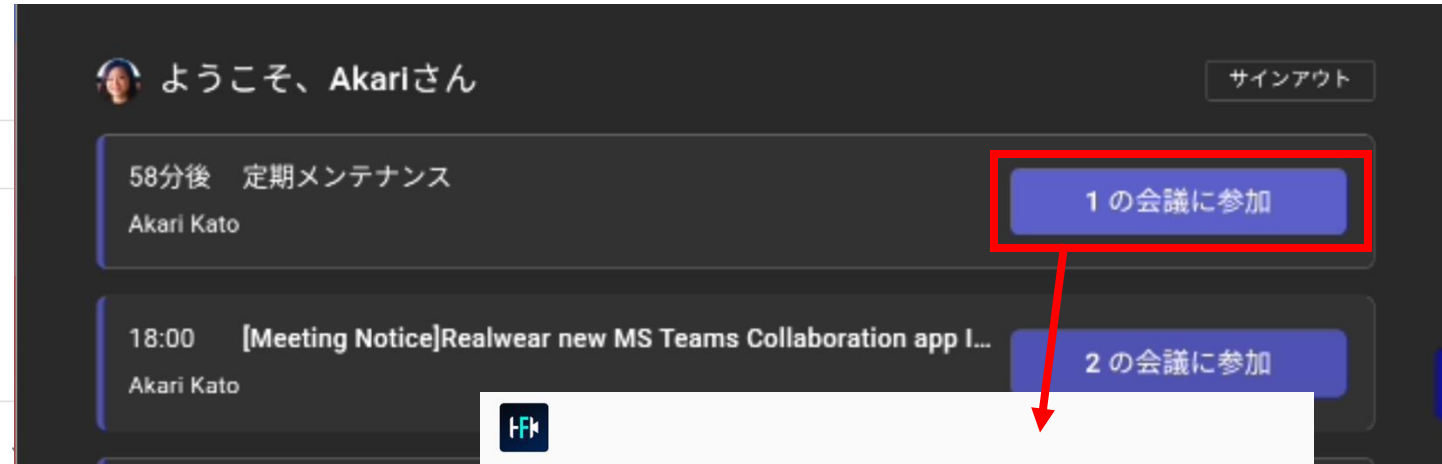 ようこそ、Akariさん
サインアウト
58分後 定期メンテナンス
Akari Kato
1 の会議に参加
18:00 [Meeting Notice]Realwear new MS Teams Collaboration app I...
Akari Kato
2 の会議に参加